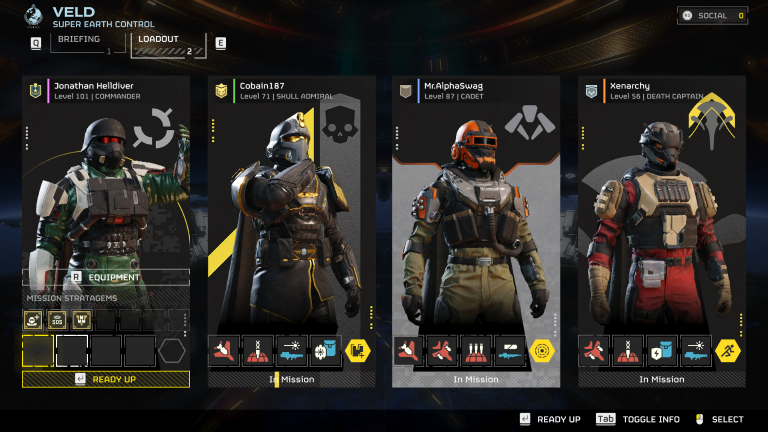 VELD
SUPER EARTH CONTROL
Q
BRIEFING
1
LOADOUT
2
E
SOCIAL 0
Jonathan Helldiver
Level 101 | COMMANDER
Cobain187
Level 71 | SKULL ADMIRAL
Mr.AlphaSwag
Level 87 | CADET
Xenarchy
Level 56 | DEATH CAPTAIN
R EQUIPMENT
MISSION STRATAGEMS
SOS
READY UP
In Mission
In Mission
In Mission
READY UP
Tab TOGGLE INFO
SELECT